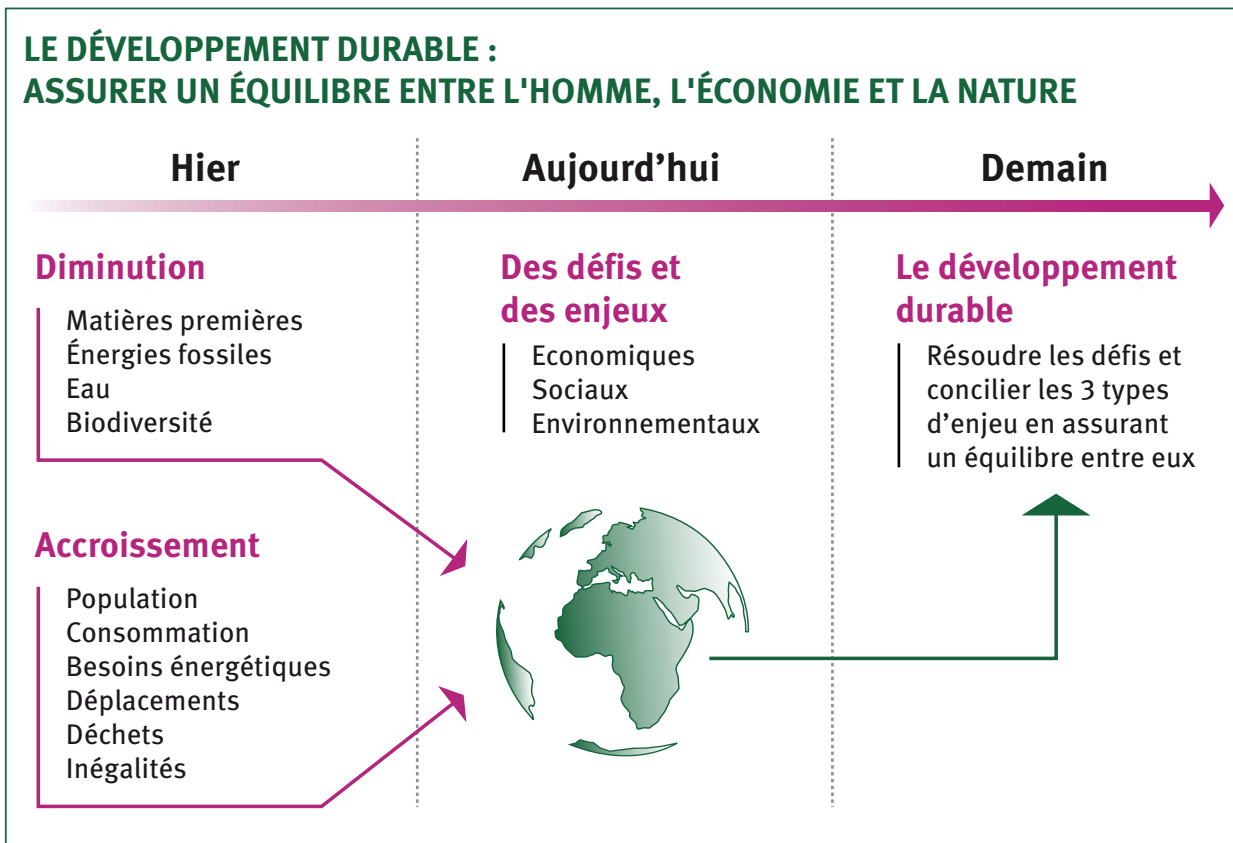 LE DÉVELOPPEMENT DURABLE :
ASSURER UN ÉQUILIBRE ENTRE L'HOMME, L'ÉCONOMIE ET LA NATURE
Hier
Aujourd’hui
Demain
Diminution
Matières premières
Énergies fossiles
Eau
Biodiversité
Accroissement
Population
Consommation
Besoins énergétiques
Déplacements
Déchets
Inégalités
Des défis et
des enjeux
Economiques
Sociaux
Environnementaux
Le développement
durable
Résoudre les défis et
concilier les 3 types
d’enjeu en assurant
un équilibre entre eux